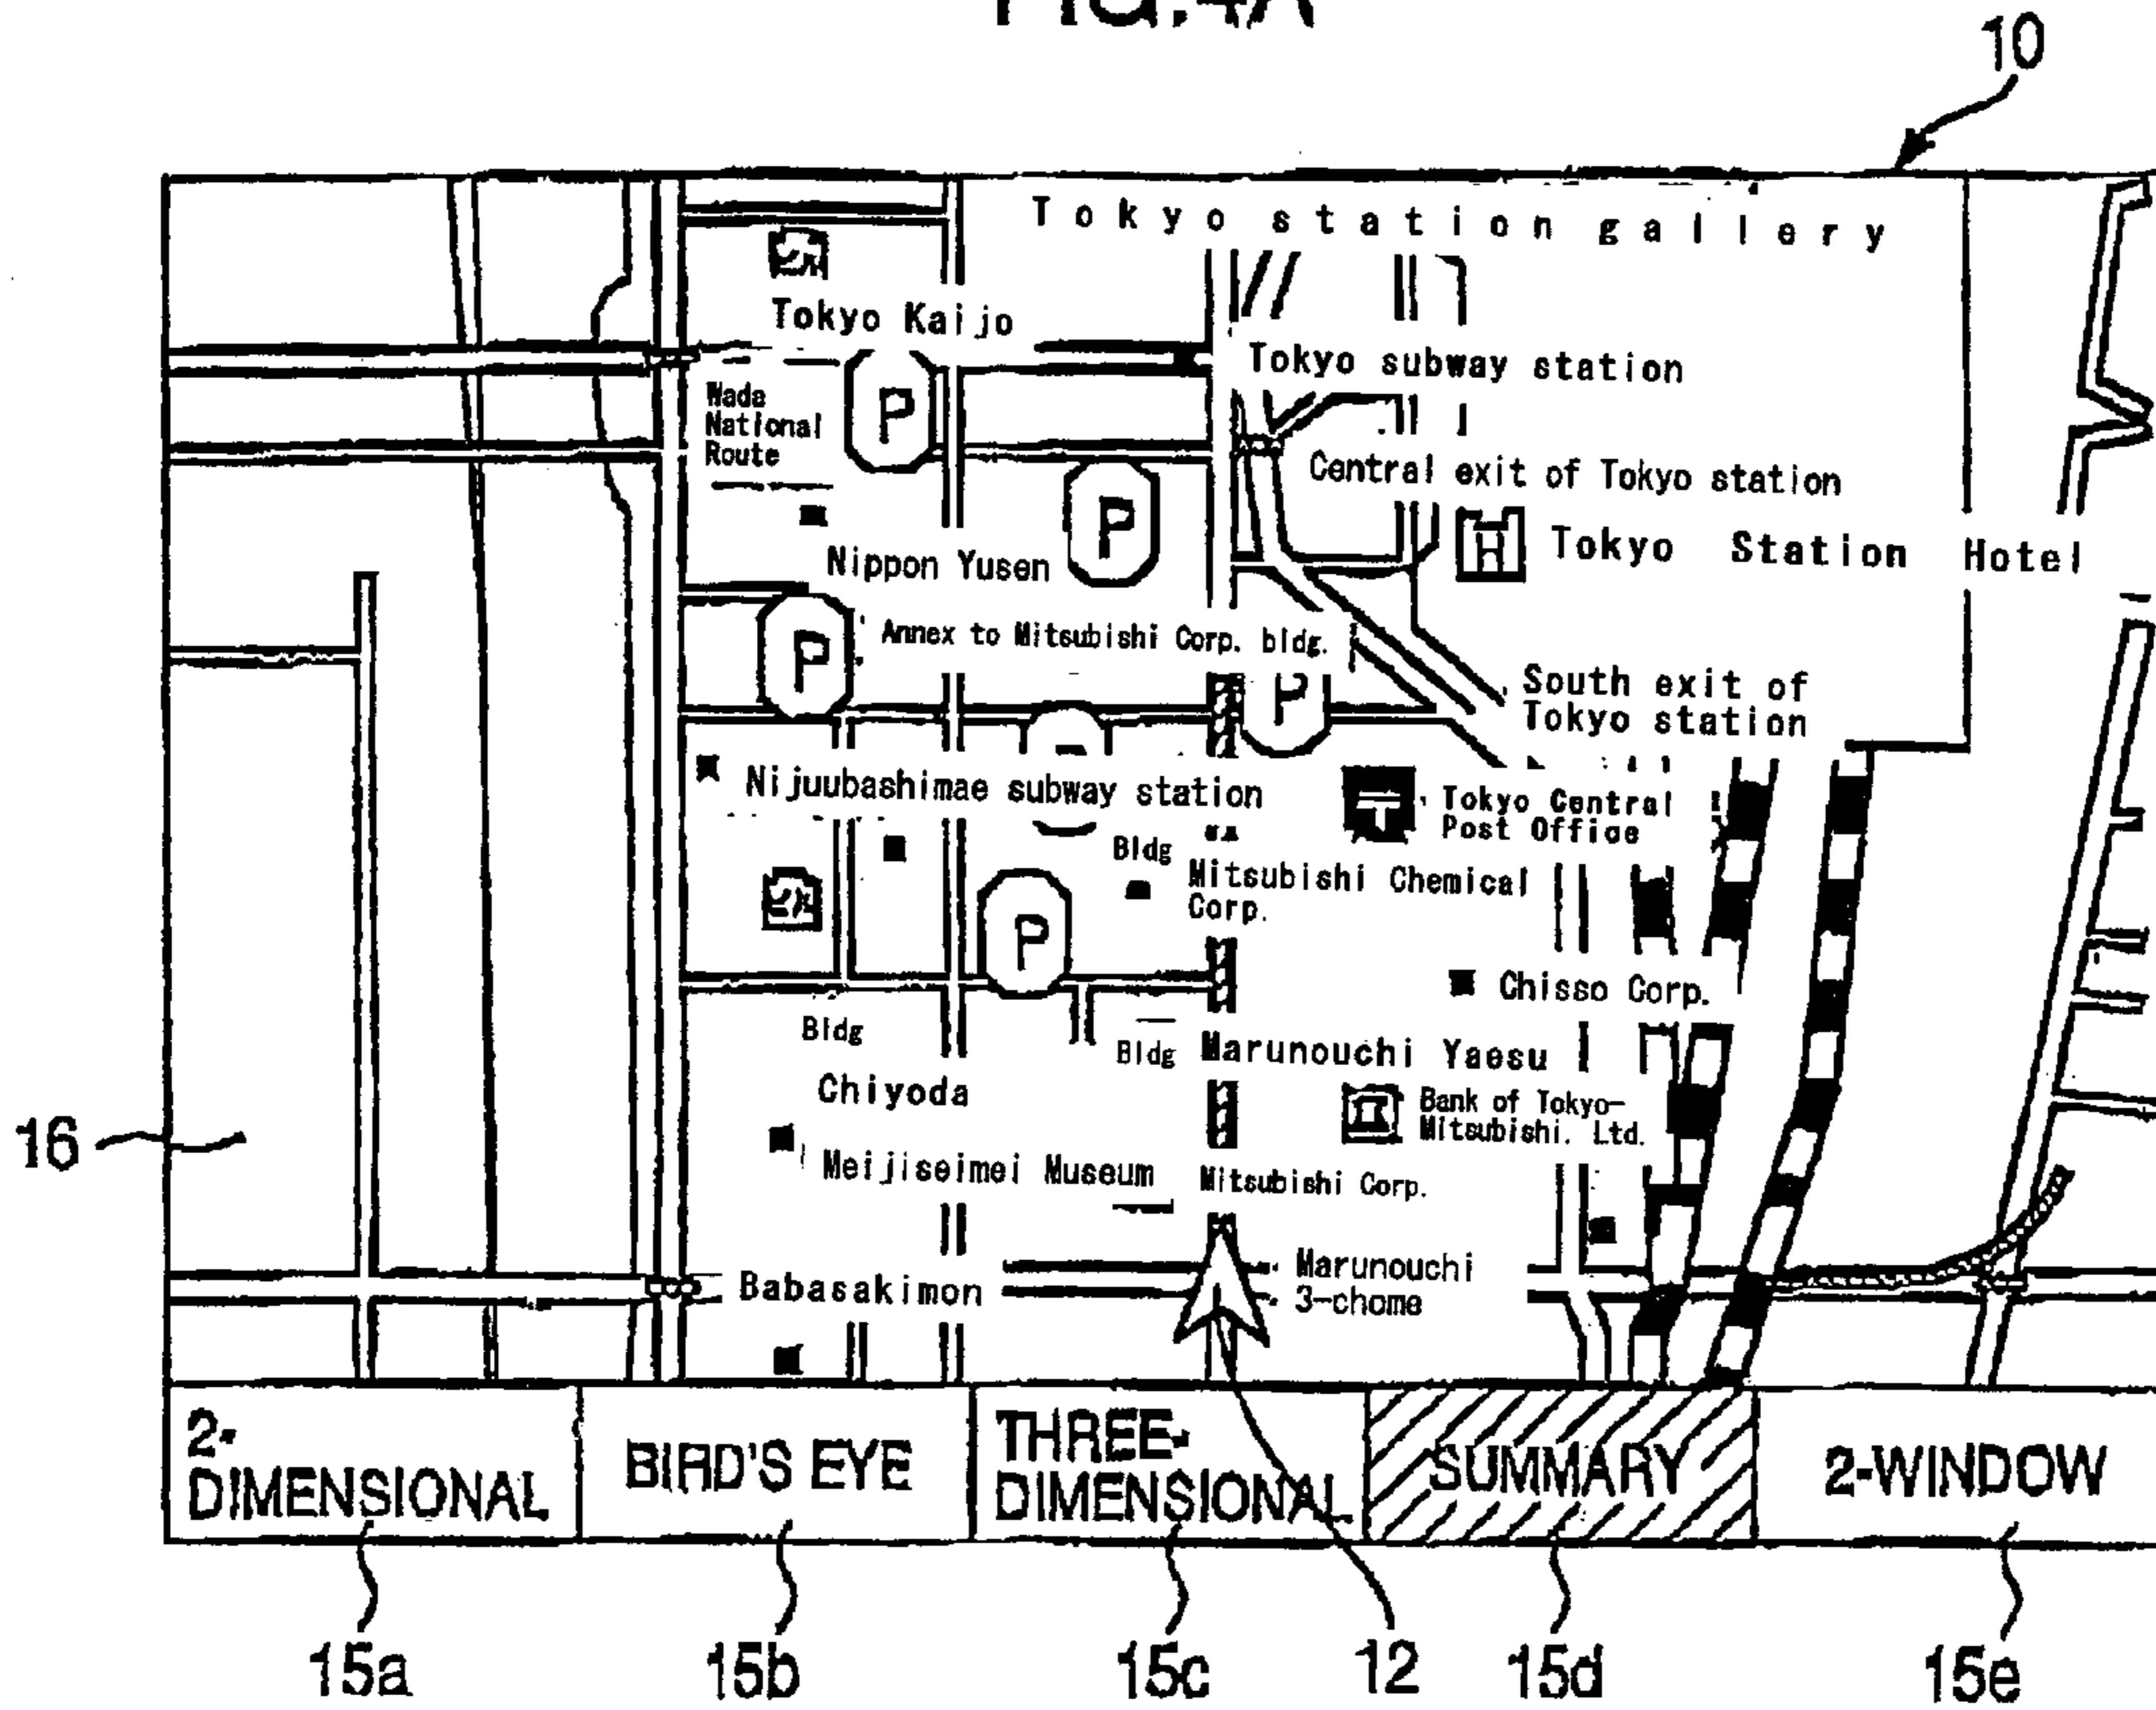 FIG.4A
10
Tokyo station gallery
Tokyo Kaijo
Tokyo subway station
Wada
National
Route
P
Central exit of Tokyo station
P
H Tokyo Station Hotel
Nippon Yusen
P
Annex to Mitsubishi Corp. bldg.
P
South exit of
Tokyo station
Nijuubashimae subway station
Tokyo Central
Post Office
Bldg
Mitsubishi Chemical
Corp.
P
Chisso Corp.
Bldg
Bldg
Marunouchi Yaesu
Chiyoda
Bank of Tokyo-
Mitsubishi. Ltd.
16
Meijiseimei Museum
Mitsubishi Corp.
Babasakimon
Marunouchi
3-chome
2-
DIMENSIONAL
BIRD'S EYE
THREE-
DIMENSIONAL
SUMMARY
2-WINDOW
15a
15b
15c
12
15d
15e